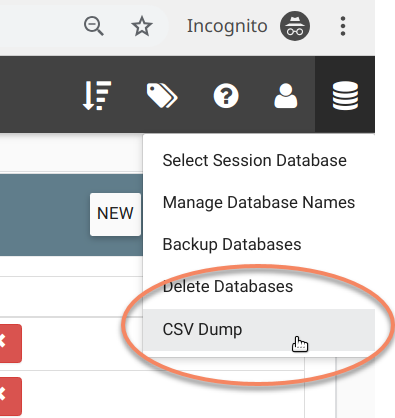 Incognito
Select Session Database
NEW
Manage Database Names
Backup Databases
Delete Databases
CSV Dump